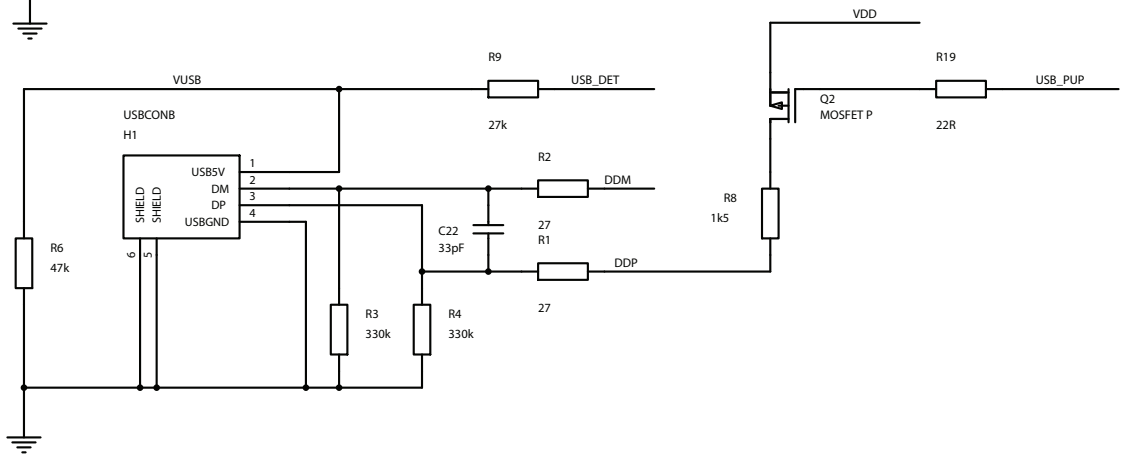 VDD
R9
R19
VUSB
USB_DET
USB_PUP
USBCONB
H1
Q2
MOSFET P
27k
22R
R2
USB5V
1
DM
2
DDM
DP
3
USBGND
4
SHIELD
SHIELD
6
5
R8
1k5
27
C22
33pF
R1
DDP
R6
47k
27
R3
330k
R4
330k